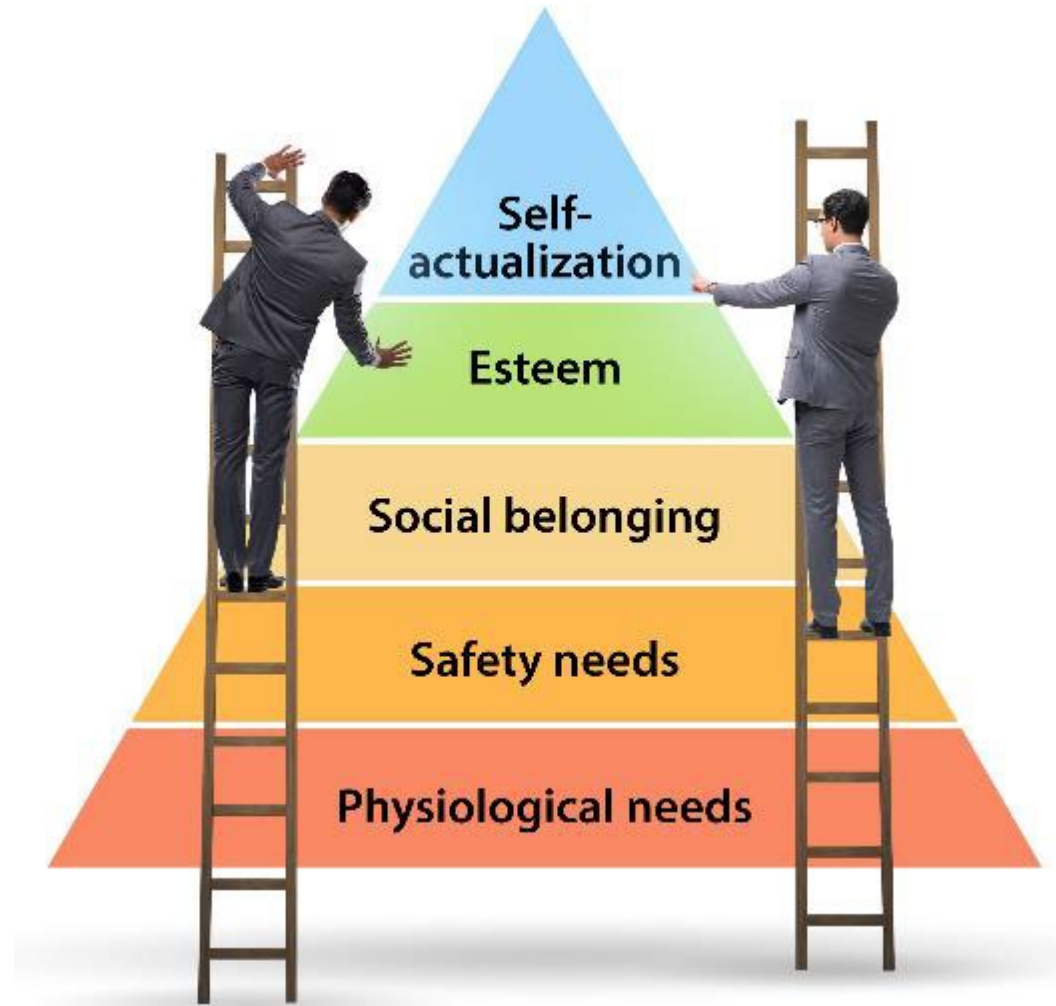 Self-
actualization
Esteem
Social belonging
Safety needs
Physiological needs